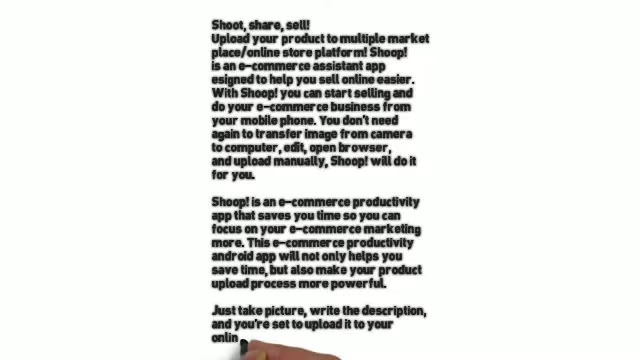 Shoot, share, sell!
Upload your product to multiple market
place/online store platform! Shoop!
is an e-commerce assistant app
esigned to help you sell online easier.
With Shoop! you can start selling and
do your e-commerce business from
your mobile phone. You don't need
again to transfer image from camera
to computer, edit, open browser,
and upload manually, Shoop! will do it
for you.
Shoop! is an e-commerce productivity
app that saves you time so you can
focus on your e-commerce marketing
more. This e-commerce productivity
android app will not only helps you
save time, but also make your product
upload process more powerful.
Just take picture, write the description,
and you're set to upload it to your
onlin